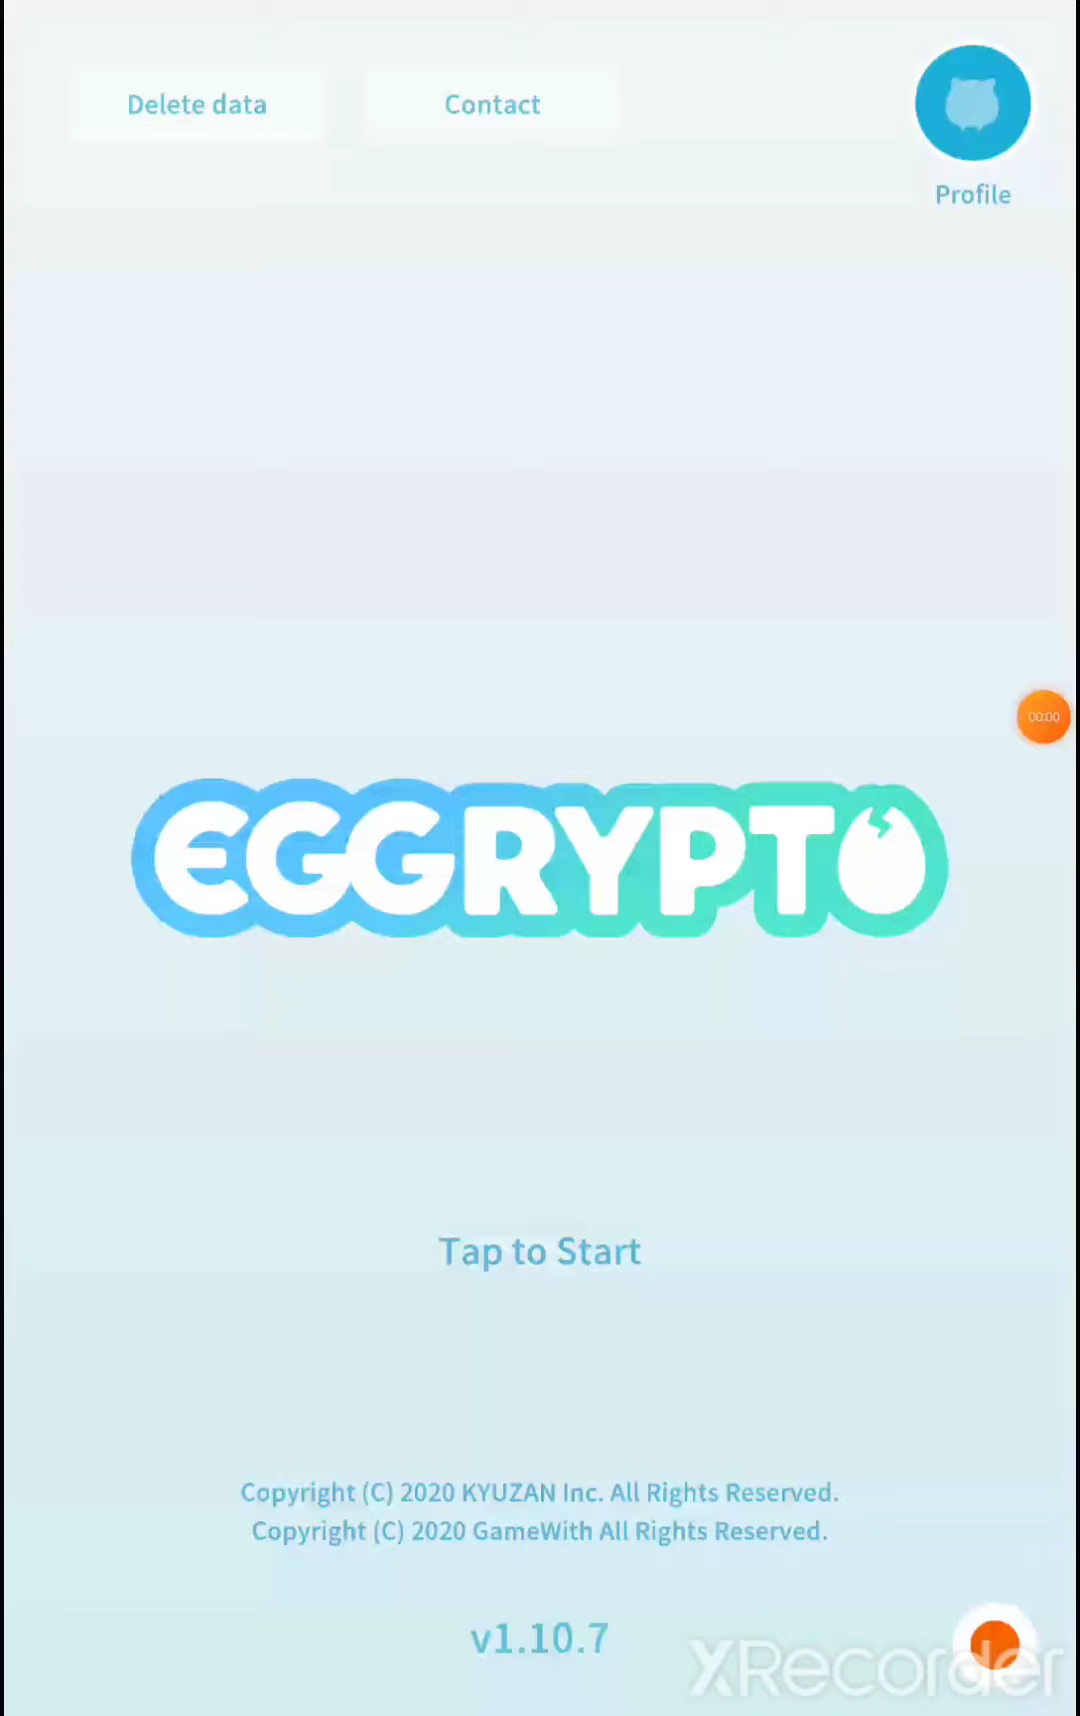 Delete data
Contact
Profile
00:00
EGGRYPTO
Tap to Start
Copyright (C) 2020 KYUZAN Inc. All Rights Reserved.
Copyright (C) 2020 GameWith All Rights Reserved.
v1.10.7
XRecorder